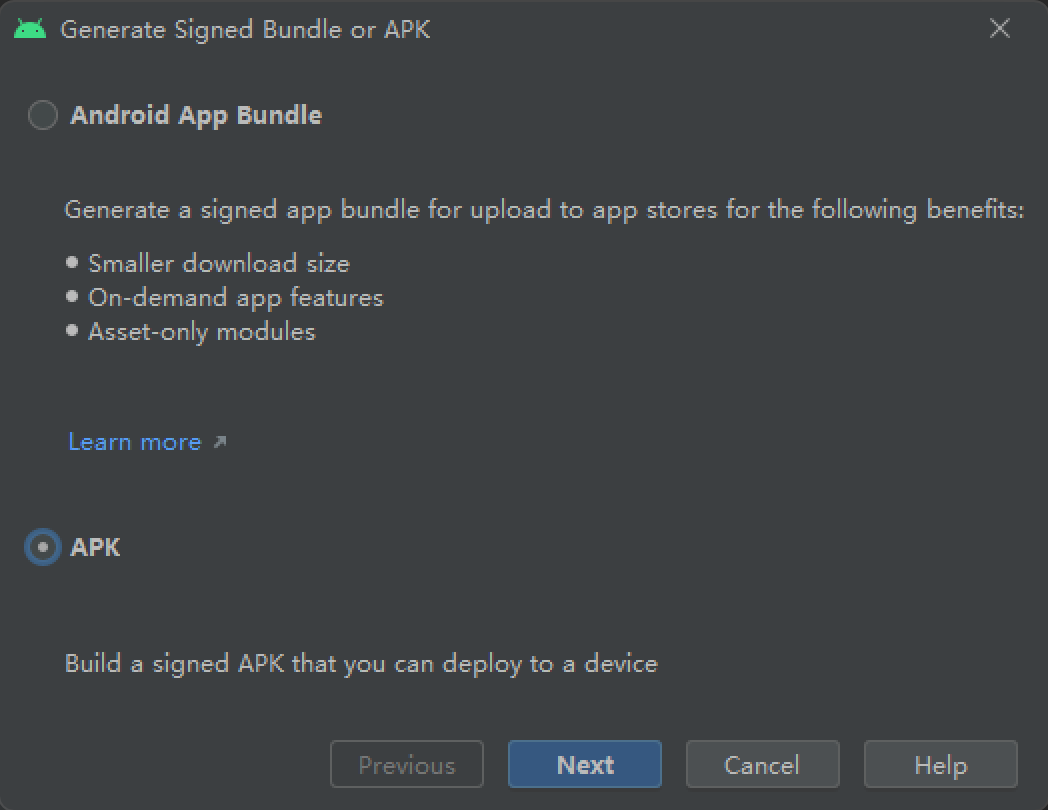 Generate Signed Bundle or APK
Android App Bundle
Generate a signed app bundle for upload to app stores for the following benefits:
Smaller download size
On-demand app features
Asset-only modules
Learn more
APK
Build a signed APK that you can deploy to a device
Previous Next Cancel Help